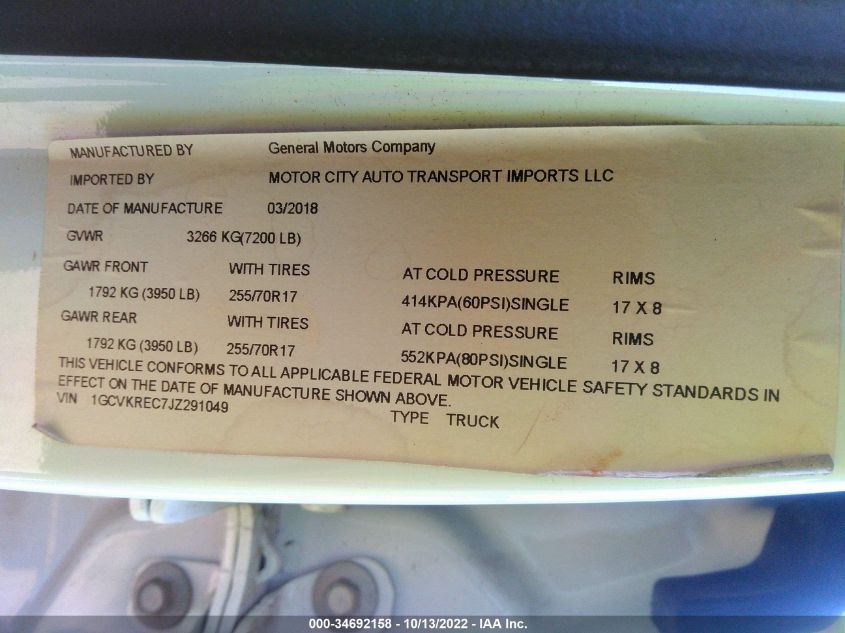 MANUFACTURED BY General Motors Company
IMPORTED BY MOTOR CITY AUTO TRANSPORT IMPORTS LLC
DATE OF MANUFACTURE 03/2018
GVWR 3266 KG(7200 LB)
GAWR FRONT WITH TIRES AT COLD PRESSURE RIMS
1792 KG (3950 LB) 255/70R17 414KPA(60PSI)SINGLE 17 X 8
GAWR REAR WITH TIRES AT COLD PRESSURE RIMS
1792 KG (3950 LB) 255/70R17 552KPA(80PSI)SINGLE 17 X 8
THIS VEHICLE CONFORMS TO ALL APPLICABLE FEDERAL MOTOR VEHICLE SAFETY STANDARDS IN
EFFECT ON THE DATE OF MANUFACTURE SHOWN ABOVE.
VIN 1GCVKREC7JZ291049 TYPE TRUCK
000-34692158 - 10/13/2022 - IAA Inc.